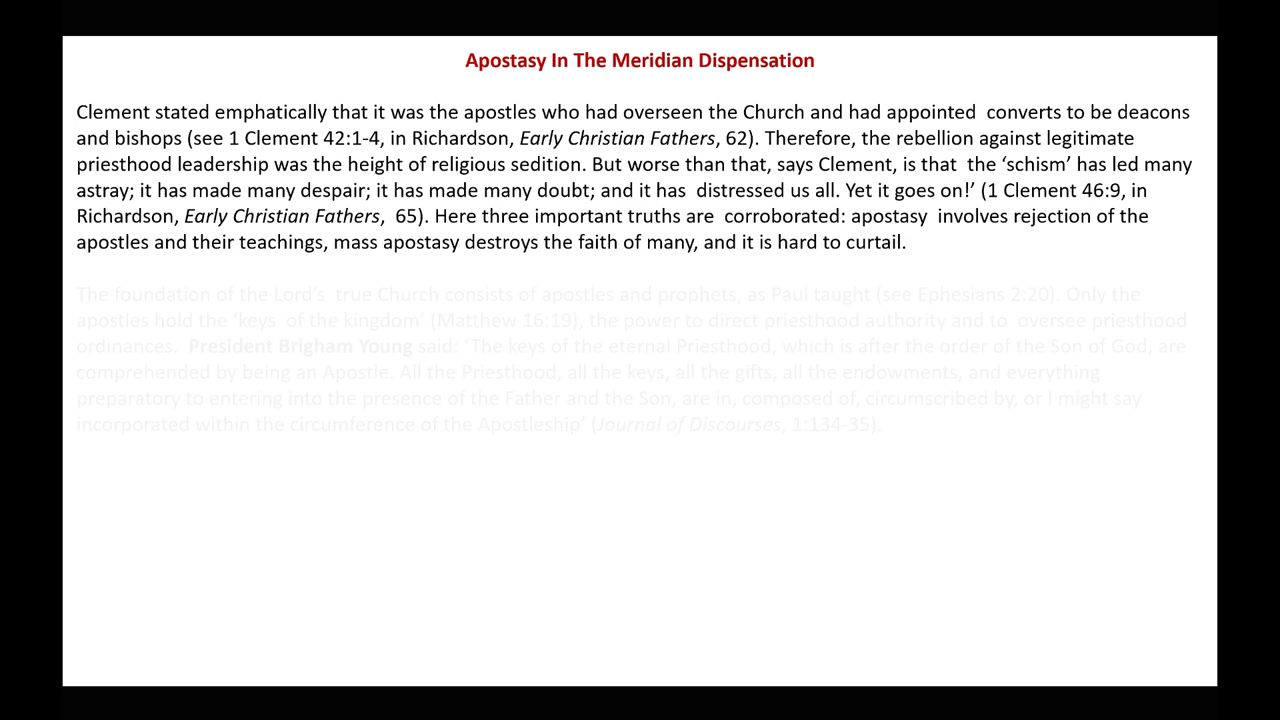 Apostasy In The Meridian Dispensation
Clement stated emphatically that it was the apostles who had overseen the Church and had appointed  converts to be deacons
and bishops (see 1 Clement 42:1-4, in Richardson, Early Christian Fathers, 62). Therefore, the rebellion against legitimate
priesthood leadership was the height of religious sedition. But worse than that, says Clement, is that  the ‘schism’ has led many
astray; it has made many despair; it has made many doubt; and it has  distressed us all. Yet it goes on!’ (1 Clement 46:9, in
Richardson, Early Christian Fathers,  65). Here three important truths are  corroborated: apostasy  involves rejection of the
apostles and their teachings, mass apostasy destroys the faith of many, and it is hard to curtail.
The foundation of the Lord’s  true Church consists of apostles and prophets, as Paul taught (see Ephesians 2:20). Only the
apostles hold the ‘keys  of the kingdom’ (Matthew 16:19), the power to direct priesthood authority and to  oversee priesthood
ordinances.  President Brigham Young said: ‘The keys of the eternal Priesthood, which is after the order of the Son of God, are
comprehended by being an Apostle. All the Priesthood, all the keys, all the gifts, all the endowments, and everything
preparatory to entering into the presence of the Father and the Son, are in, composed of, circumscribed by, or I might say
incorporated within the circumference of the Apostleship’ (Journal of Discourses, 1:134-35).